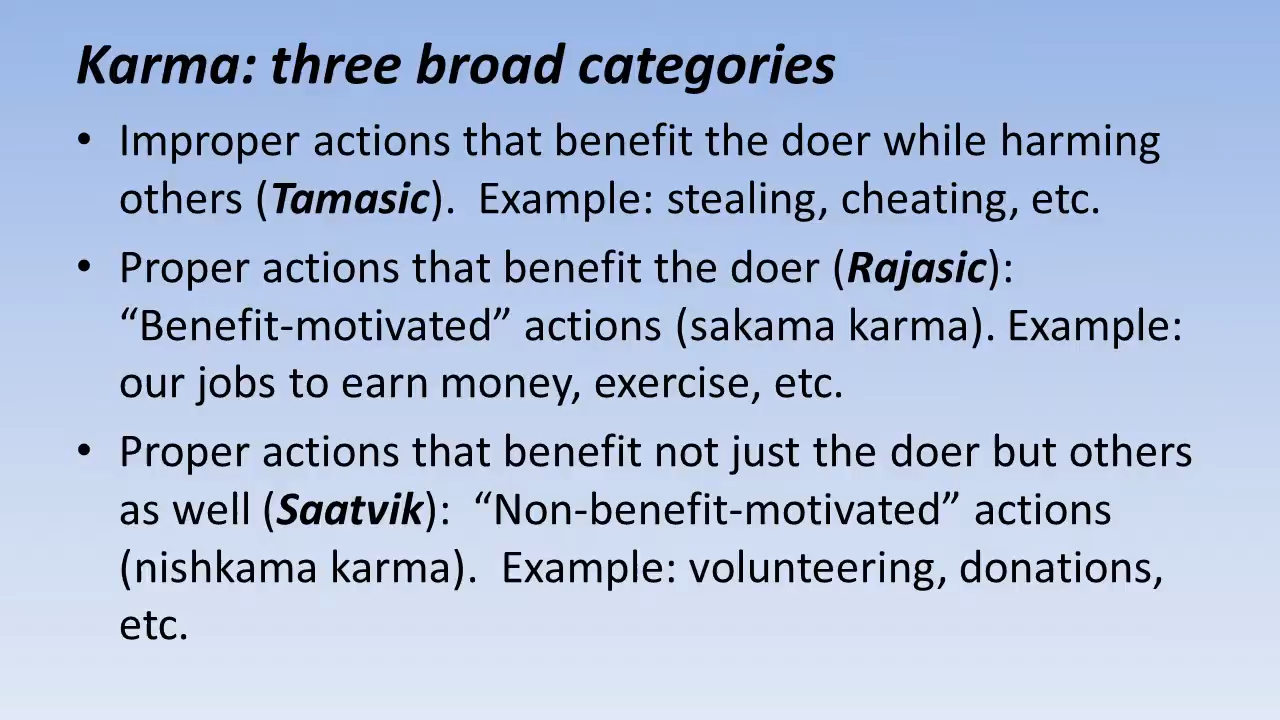 Karma: three broad categories
• Improper actions that benefit the doer while harming
others (Tamasic).  Example: stealing, cheating, etc.
• Proper actions that benefit the doer (Rajasic):
“Benefit-motivated” actions (sakama karma). Example:
our jobs to earn money, exercise, etc.
• Proper actions that benefit not just the doer but others
as well (Saatvik):  “Non-benefit-motivated” actions
(nishkama karma).  Example: volunteering, donations,
etc.